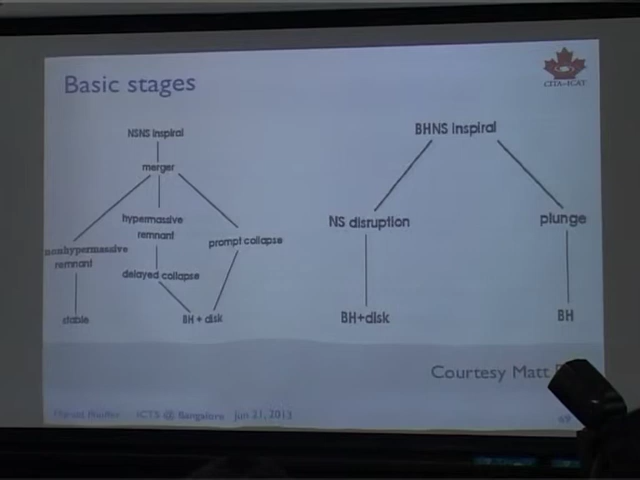 Basic stages
CITA-ICAT
NSNS inspiral
merger
hypermassive
remnant
nonhypermassive
remnant
prompt collapse
delayed collapse
stable
BH + disk
BHNS inspiral
NS disruption
plunge
BH+disk
BH
Courtesy Matt
ICTS @ Bangalore Jun 21, 2013